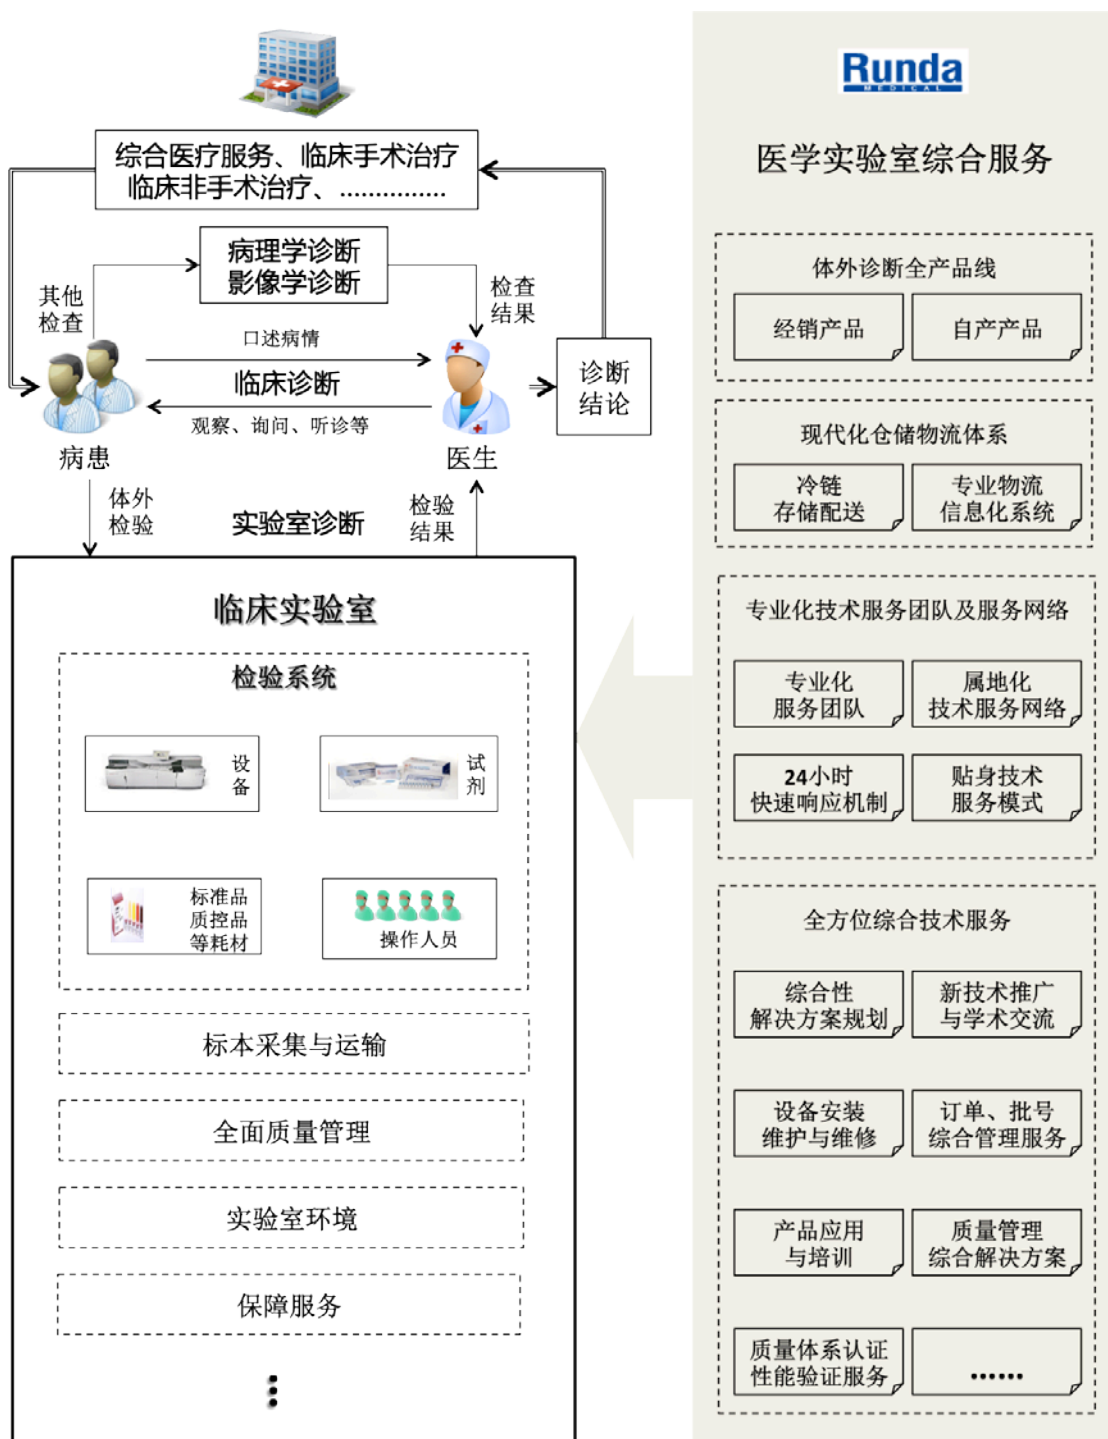 综合医疗服务、临床手术治疗
临床非手术治疗、...............
病理学诊断
影像学诊断
其他
检查
检查
结果
口述病情
临床诊断
观察、询问、听诊等
诊断
结论
病患
医生
体外
检验
实验室诊断
检验
结果
临床实验室
检验系统
设
备
试
剂
标准品
质控品
等耗材
操作人员
标本采集与运输
全面质量管理
实验室环境
保障服务
Runda
MEDICAL
医学实验室综合服务
体外诊断全产品线
经销产品
自产产品
现代化仓储物流体系
冷链
存储配送
专业物流
信息化系统
专业化技术服务团队及服务网络
专业化
服务团队
属地化
技术服务网络
24小时
快速响应机制
贴身技术
服务模式
全方位综合技术服务
综合性
解决方案规划
新技术推广
与学术交流
设备安装
维护与维修
订单、批号
综合管理服务
产品应用
与培训
质量管理
综合解决方案
质量体系认证
性能验证服务
......